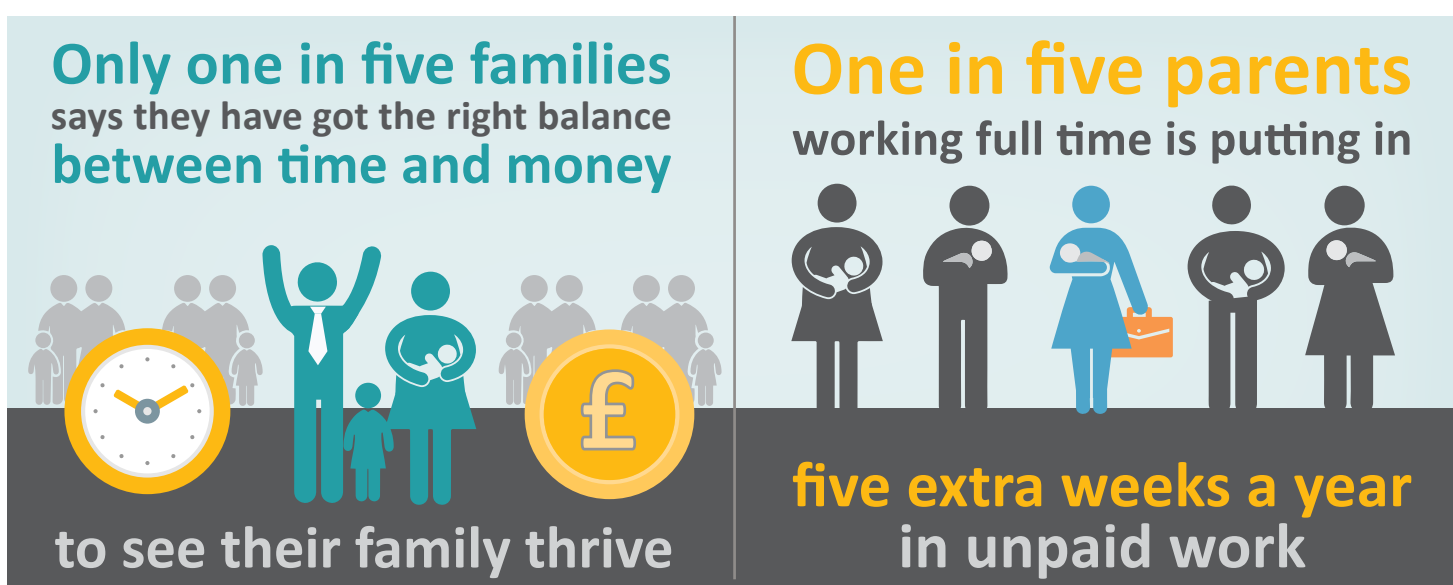 Only one in five families
says they have got the right balance
between time and money
£
to see their family thrive
One in five parents
working full time is putting in
five extra weeks a year
in unpaid work